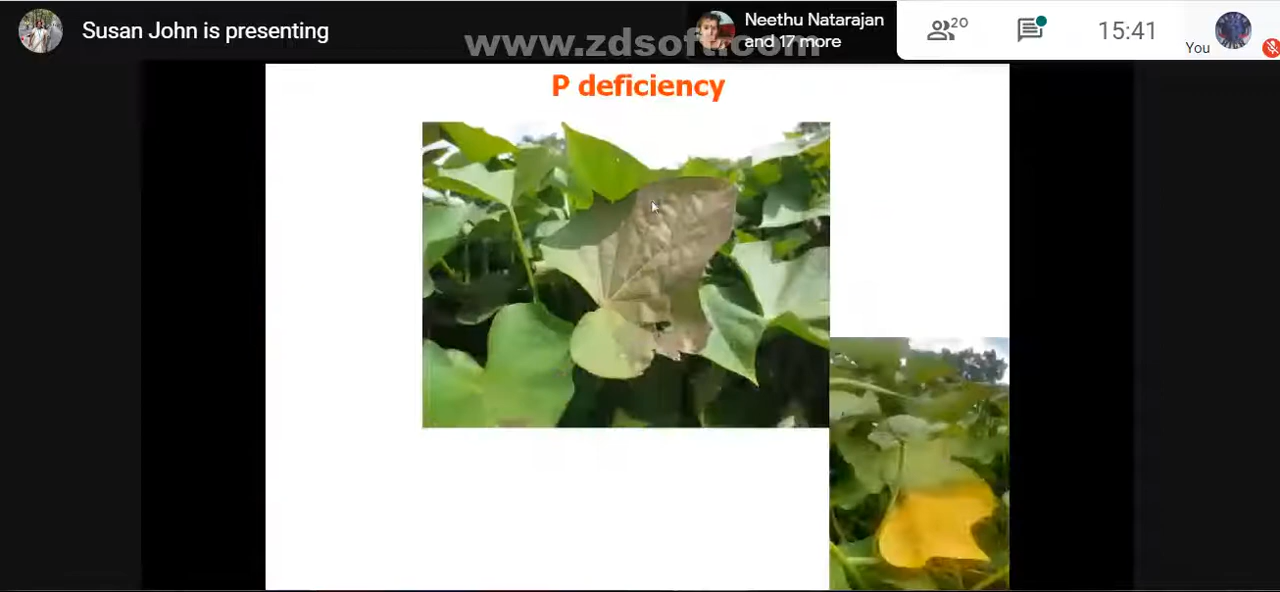 Susan John is presenting
www.zdsoft.com
Neethu Natarajan
and 17 more
20
15:41
You
P deficiency